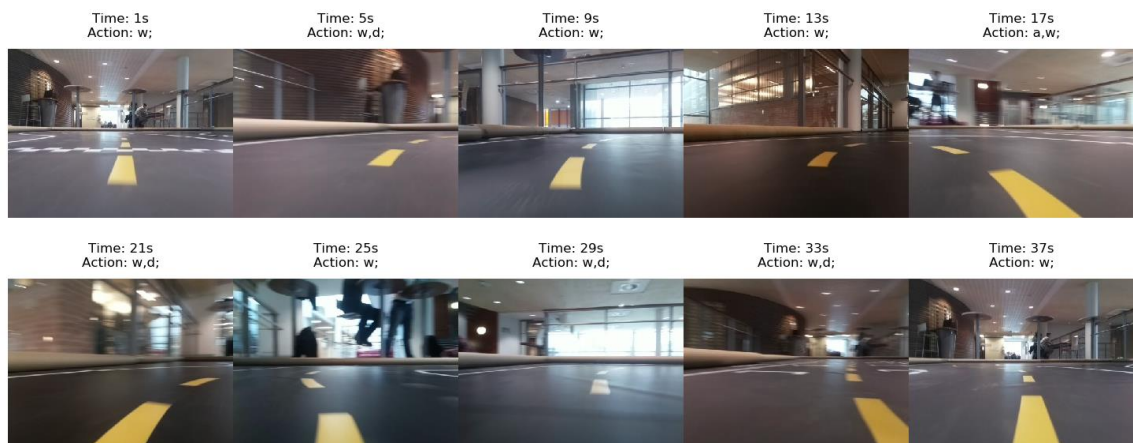 Time: 1s
Action: w;
Time: 5s
Action: w,d;
Time: 9s
Action: w;
Time: 13s
Action: w;
Time: 17s
Action: a,w;
Time: 21s
Action: w,d;
Time: 25s
Action: w;
Time: 29s
Action: w,d;
Time: 33s
Action: w,d;
Time: 37s
Action: w;